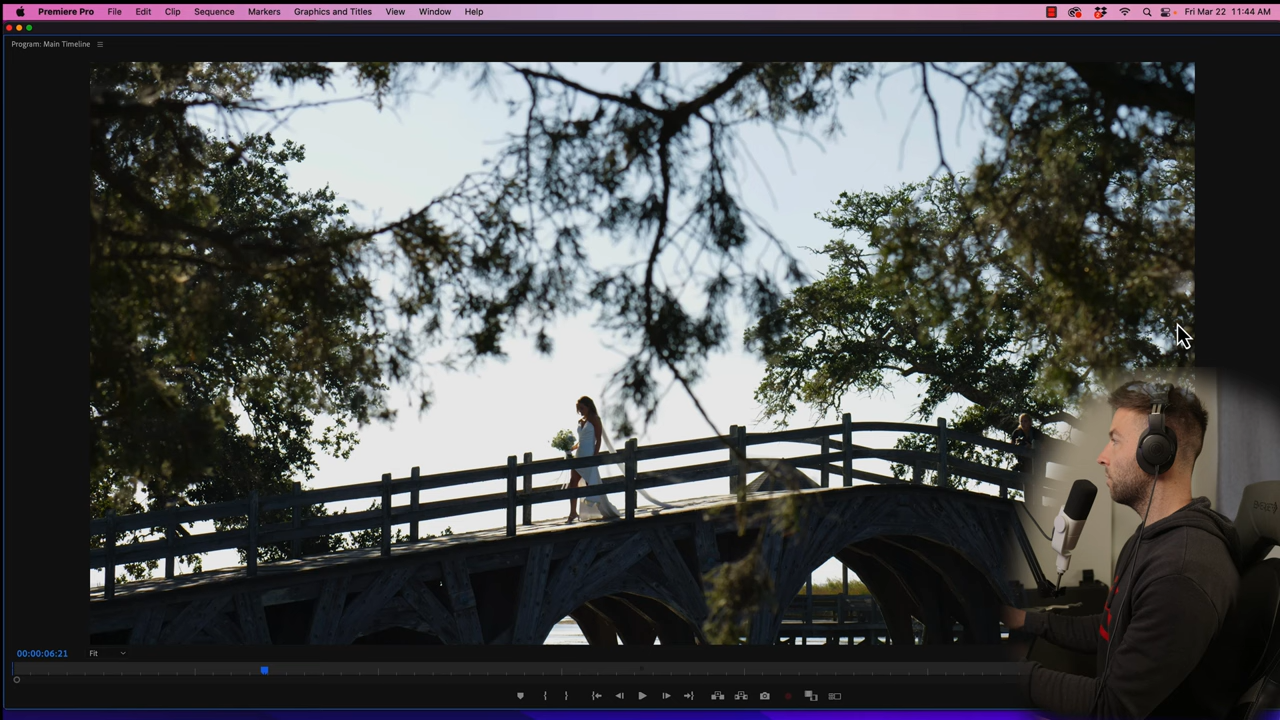 Premiere Pro File Edit Clip Sequence Markers Graphics and Titles View Window Help Fri Mar 22 11:44 AM
Program: Main Timeline
00:00:06:21 Fit